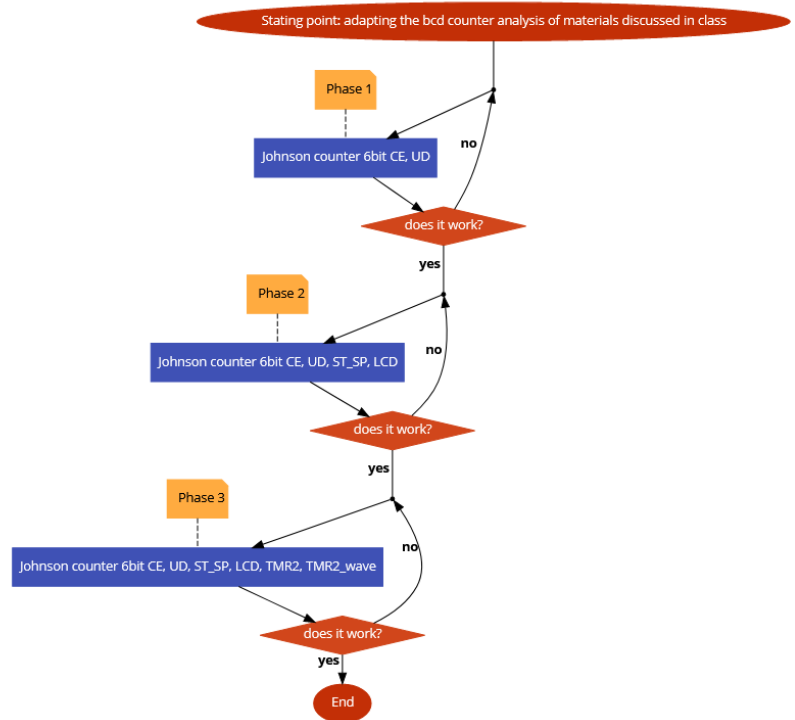 Stating point: adapting the bcd counter analysis of materials discussed in class
Phase 1
Johnson counter 6bit CE, UD
no
does it work?
yes
Phase 2
Johnson counter 6bit CE, UD, ST_SP, LCD
no
does it work?
yes
Phase 3
Johnson counter 6bit CE, UD, ST_SP, LCD, TMR2, TMR2_wave
no
does it work?
yes
End